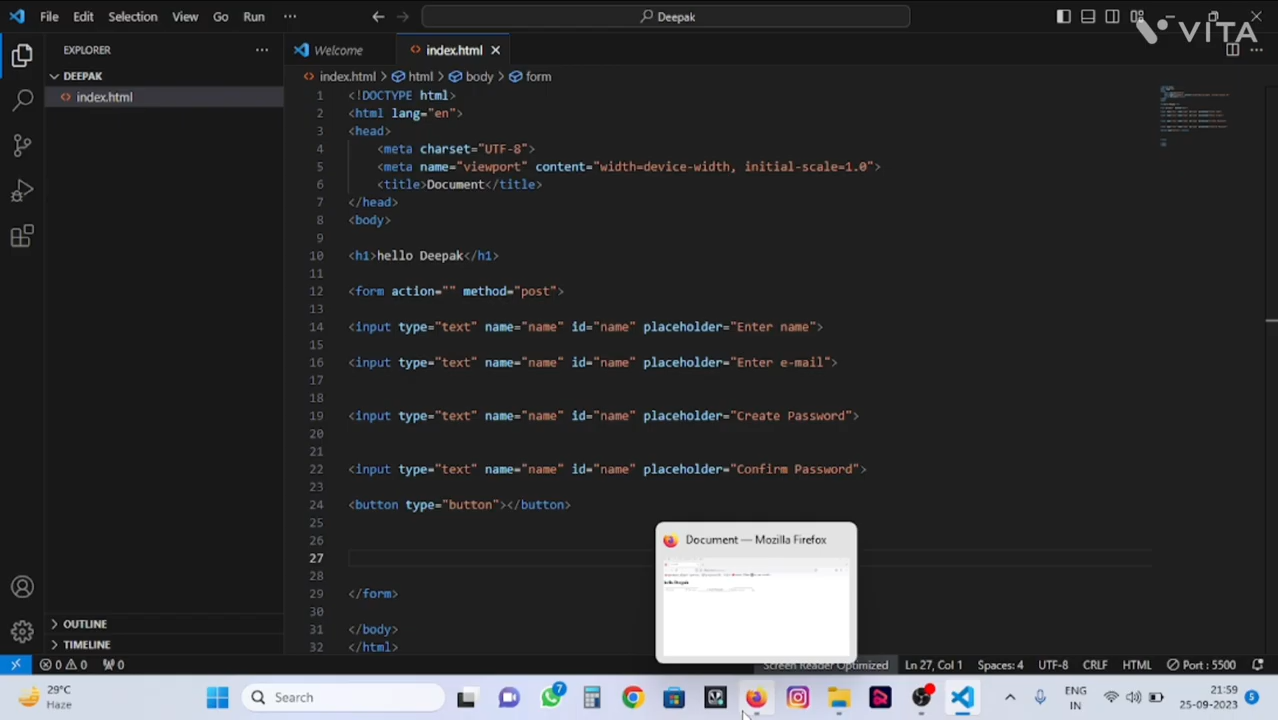 File Edit Selection View Go Run ··· Deepak
VITA
EXPLORER ···
Welcome index.html
DEEPAK
index.html
index.html > html > body > form
1 <!DOCTYPE html>
2 <html lang="en">
3 <head>
4 <meta charset="UTF-8">
5 <meta name="viewport" content="width=device-width, initial-scale=1.0">
6 <title>Document</title>
7 </head>
8 <body>
9
10 <h1>hello Deepak</h1>
11
12 <form action="" method="post">
13
14 <input type="text" name="name" id="name" placeholder="Enter name">
15
16 <input type="text" name="name" id="name" placeholder="Enter e-mail">
17
18
19 <input type="text" name="name" id="name" placeholder="Create Password">
20
21
22 <input type="text" name="name" id="name" placeholder="Confirm Password">
23
24 <button type="button"></button>
25
26
27
28
29 </form>
30
31 </body>
32 </html>
Document — Mozilla Firefox
hello Deepak
OUTLINE
TIMELINE
0 0 0 Screen Reader Optimized Ln 27, Col 1 Spaces: 4 UTF-8 CRLF HTML Port : 5500
29°C
Haze
Search
7
ENG
IN
21:59
25-09-2023
5